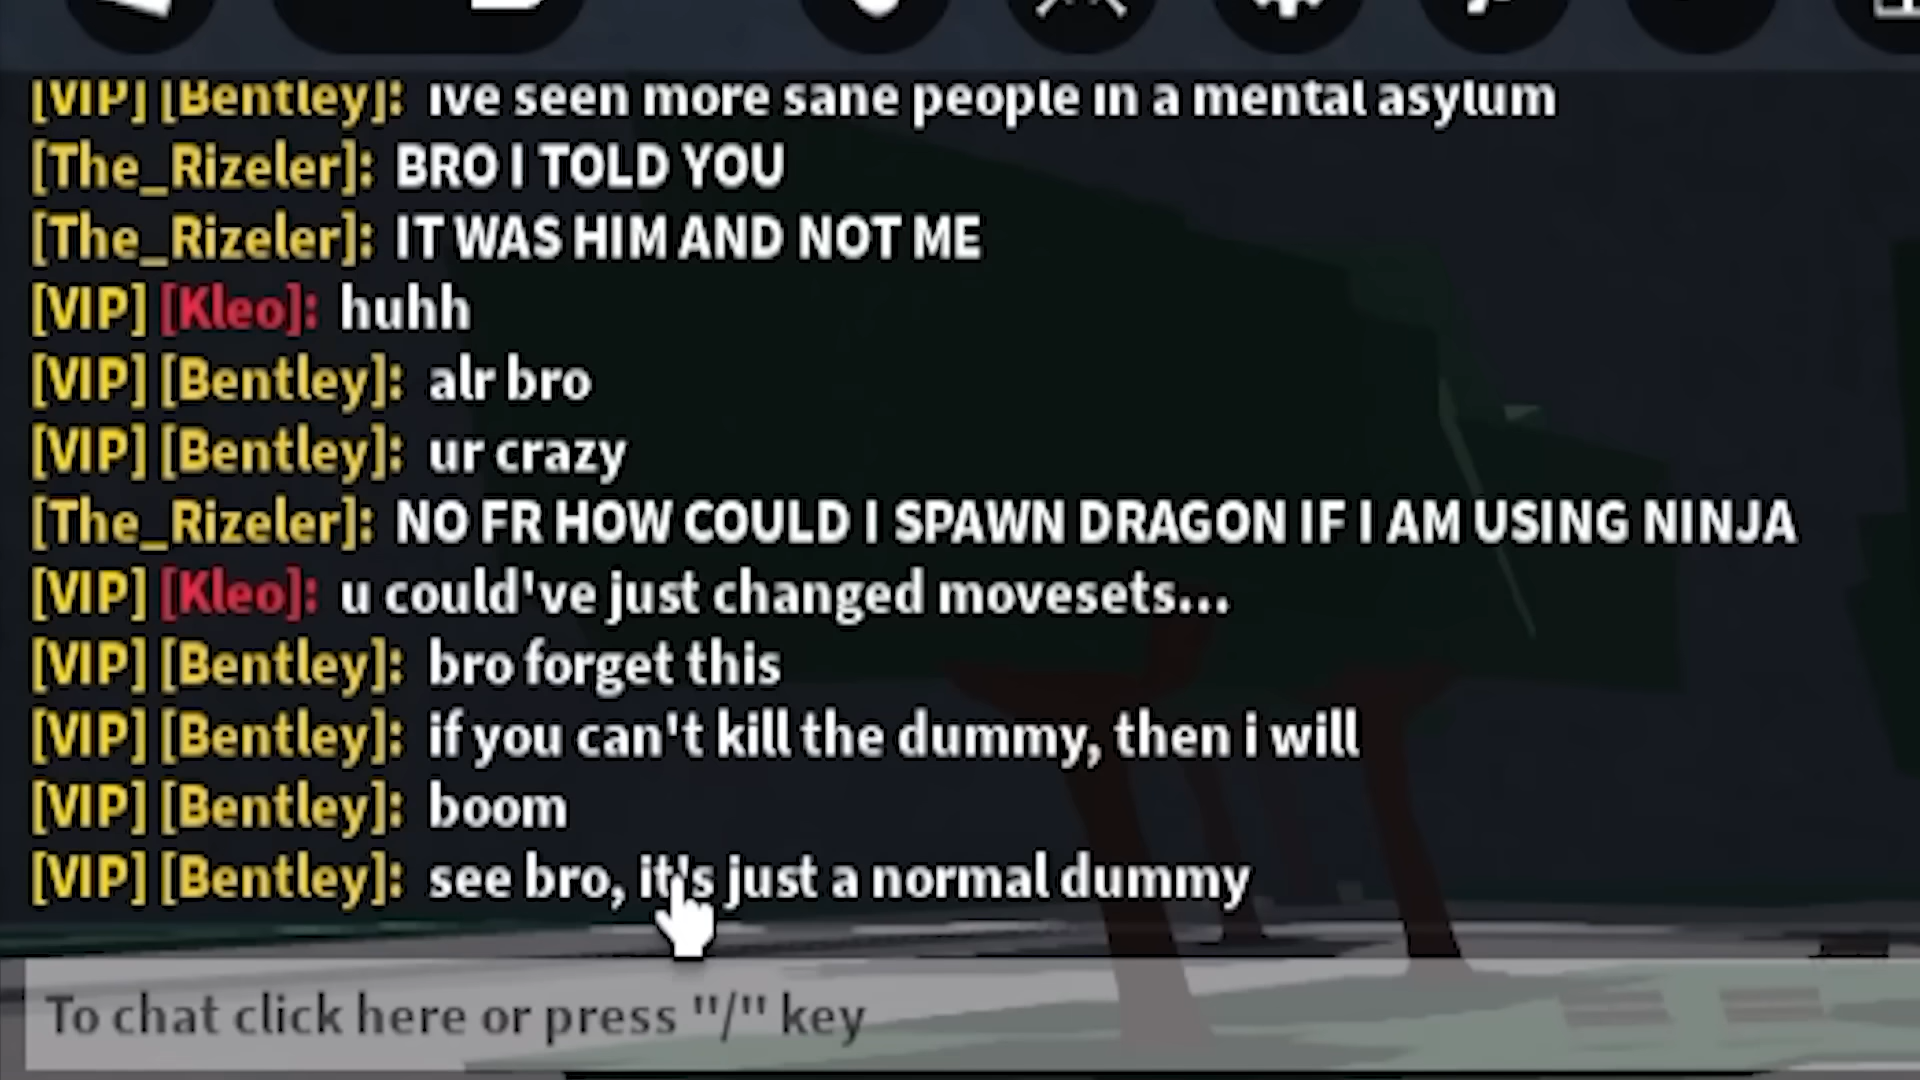 [VIP] [Bentley]: ive seen more sane people in a mental asylum
[The_Rizeler]: BRO I TOLD YOU
[The_Rizeler]: IT WAS HIM AND NOT ME
[VIP] [Kleo]: huhh
[VIP] [Bentley]: alr bro
[VIP] [Bentley]: ur crazy
[The_Rizeler]: NO FR HOW COULD I SPAWN DRAGON IF I AM USING NINJA
[VIP] [Kleo]: u could've just changed movesets...
[VIP] [Bentley]: bro forget this
[VIP] [Bentley]: if you can't kill the dummy, then i will
[VIP] [Bentley]: boom
[VIP] [Bentley]: see bro, it's just a normal dummy
To chat click here or press "/" key